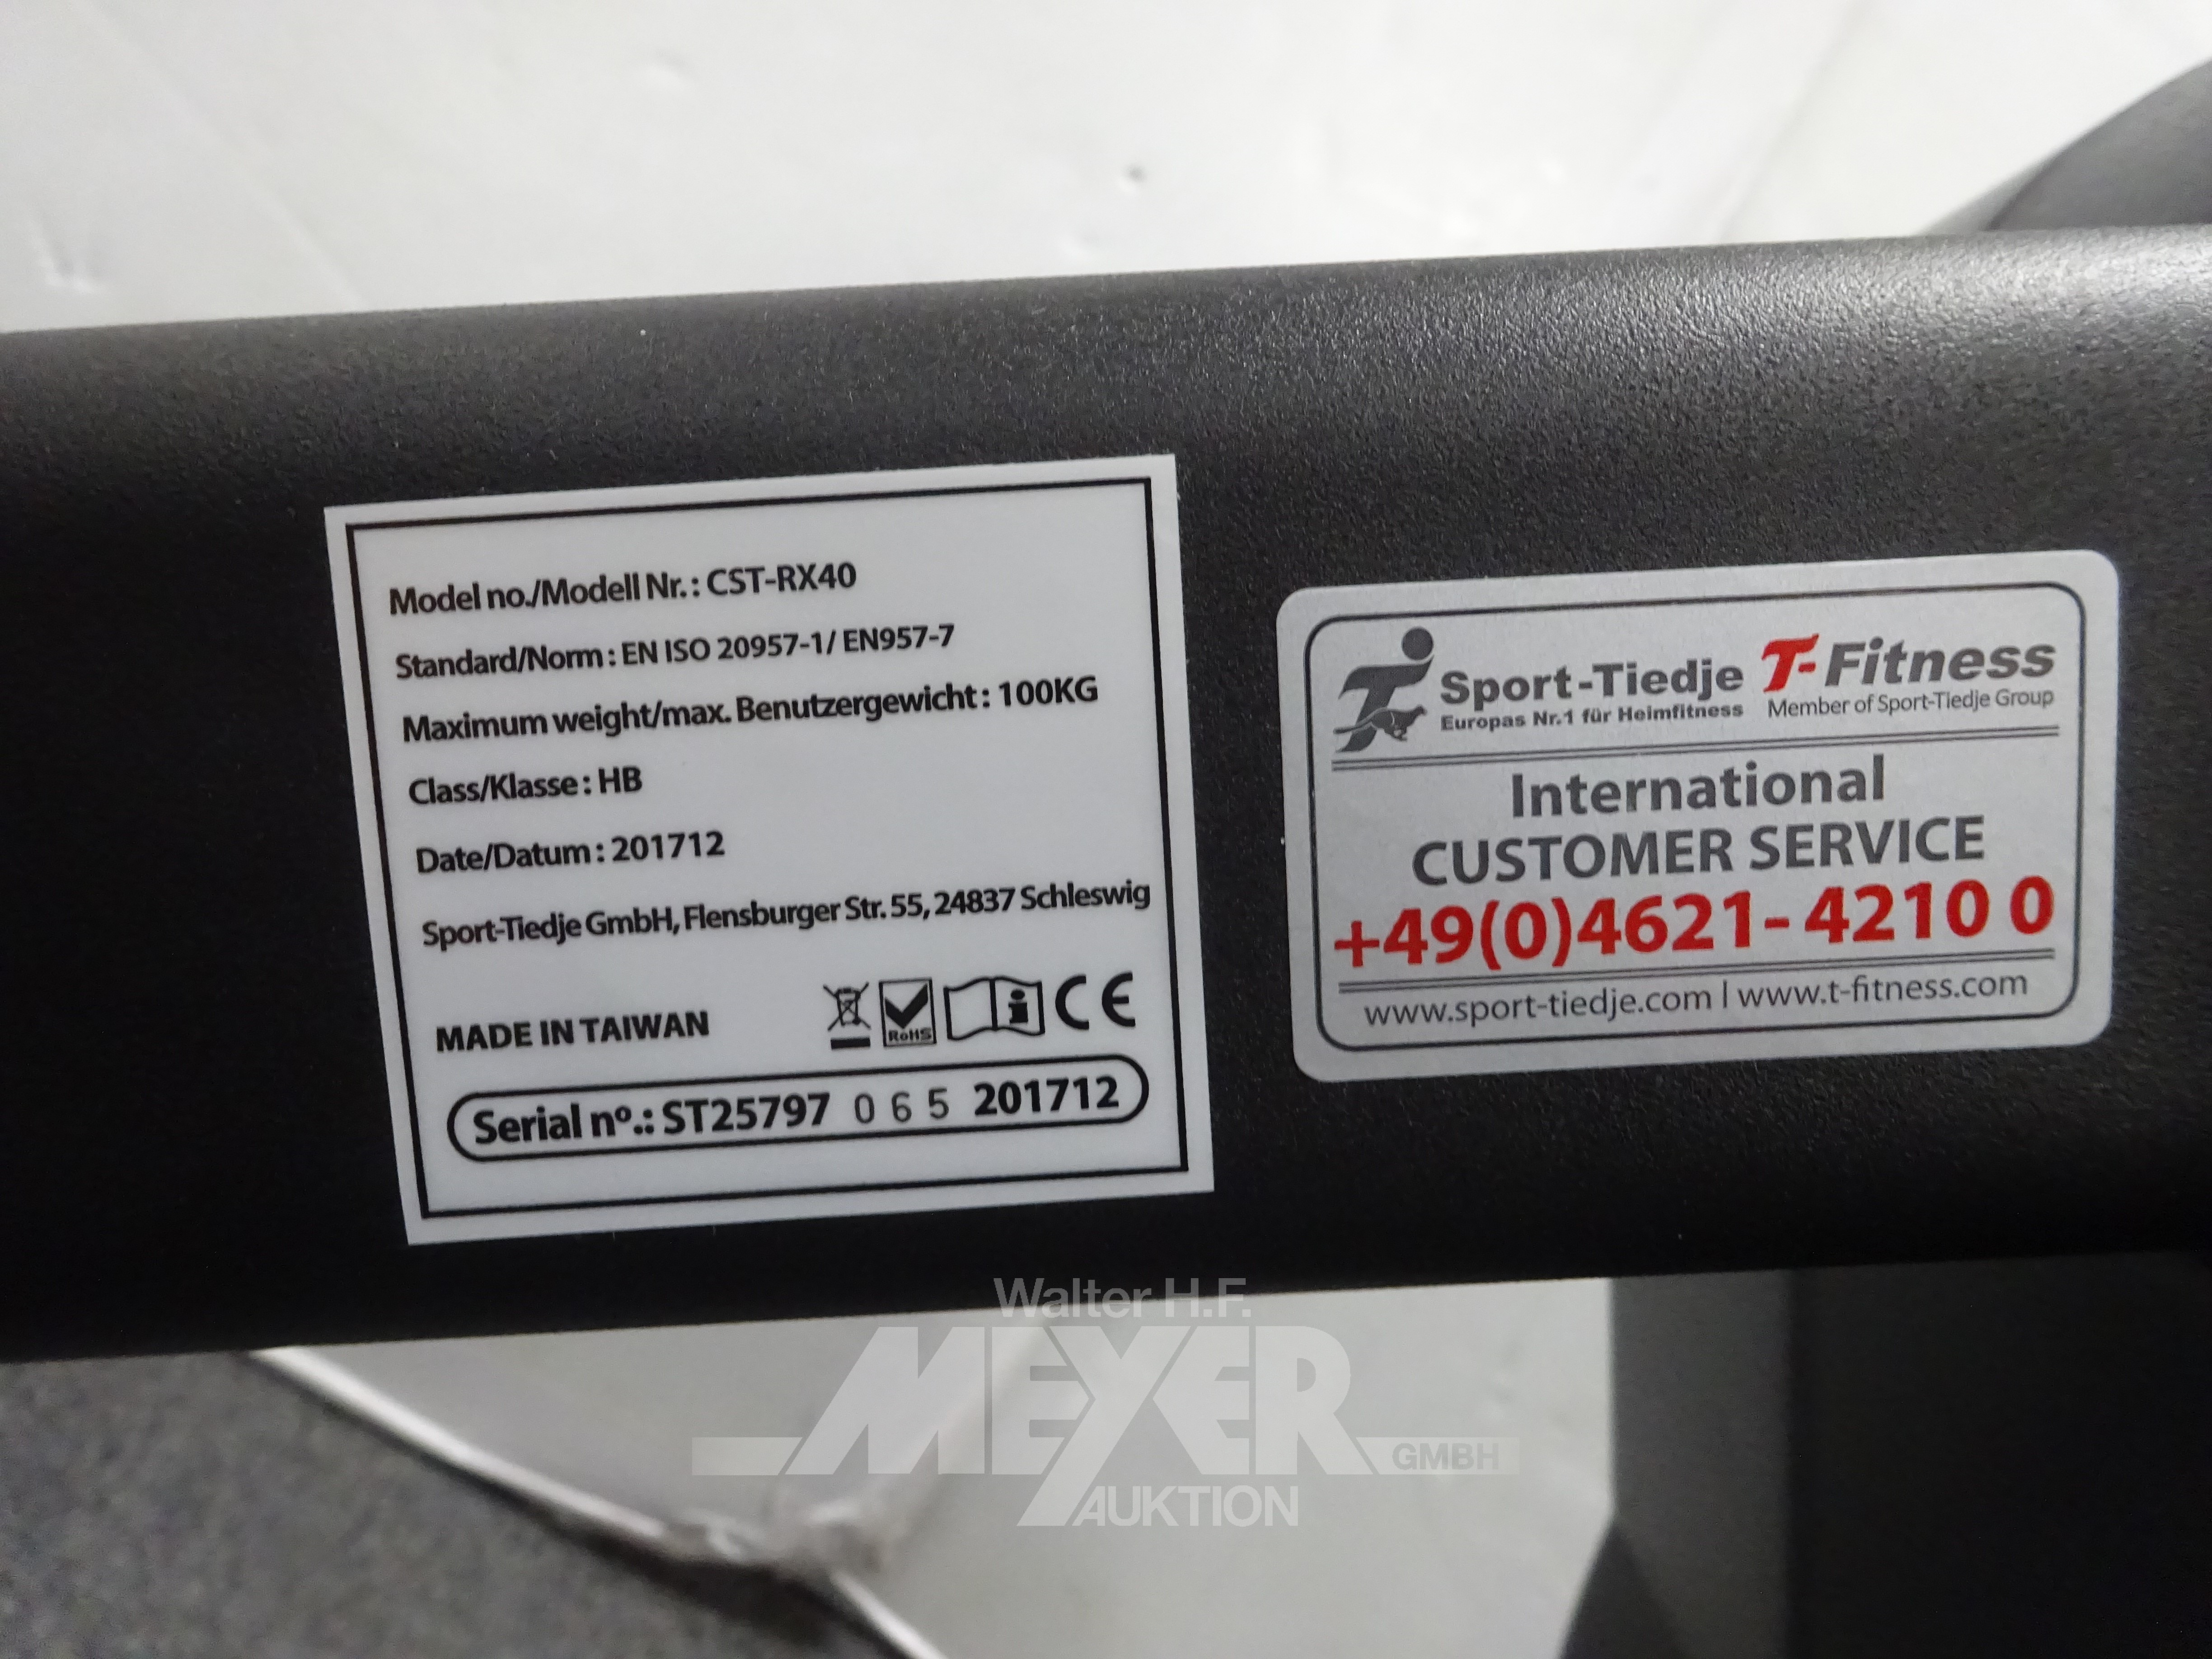 Model no./Modell Nr.: CST-RX40
Standard/Norm: EN ISO 20957-1/ EN957-7
Maximum weight/max. Benutzergewicht: 100KG
Class/Klasse: HB
Date/Datum: 201712
Sport-Tiedje GmbH, Flensburger Str. 55, 24837 Schleswig
MADE IN TAIWAN
RoHS
CE
Serial nº.: ST25797 065 201712
Sport-Tiedje
Europas Nr.1 für Heimfitness
T-Fitness
Member of Sport-Tiedje Group
International
CUSTOMER SERVICE
+49(0)4621-4210 0
www.sport-tiedje.com | www.t-fitness.com
Walter H.F.
MEYER
GMBH
AUKTION